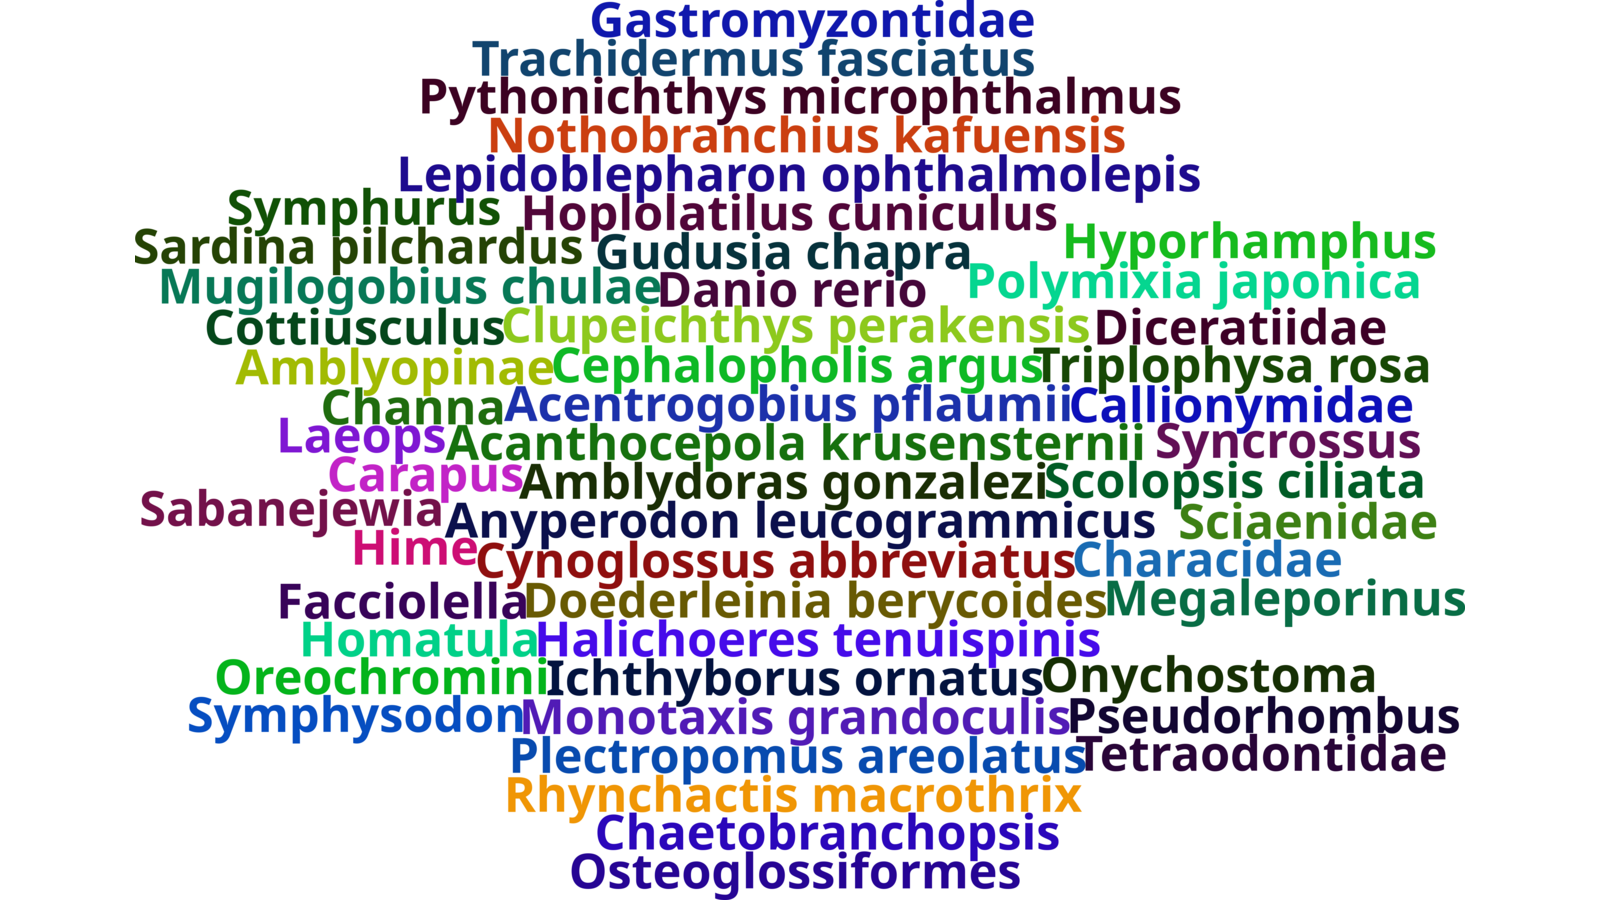 Gastromyzontidae
Trachidermus fasciatus
Pythonichthys microphthalmus
Nothobranchius kafuensis
Lepidoblepharon ophthalmolepis
Symphurus
Hoplolatilus cuniculus
Hyporhamphus
Sardina pilchardus
Gudusia chapra
Polymixia japonica
Mugilogobius chulae
Danio rerio
Cottiusculus
Clupeichthys perakensis
Diceratiidae
Amblyopinae
Cephalopholis argus
Triplophysa rosa
Channa
Acentrogobius pflaumii
Callionymidae
Laeops
Acanthocepola krusensternii
Syncrossus
Carapus
Amblydoras gonzalezi
Scolopsis ciliata
Sabanejewia
Anyperodon leucogrammicus
Sciaenidae
Hime
Cynoglossus abbreviatus
Characidae
Facciolella
Doederleinia berycoides
Megaleporinus
Homatula
Halichoeres tenuispinis
Oreochromini
Ichthyborus ornatus
Onychostoma
Symphysodon
Monotaxis grandoculis
Pseudorhombus
Plectropomus areolatus
Tetraodontidae
Rhynchactis macrothrix
Chaetobranchopsis
Osteoglossiformes